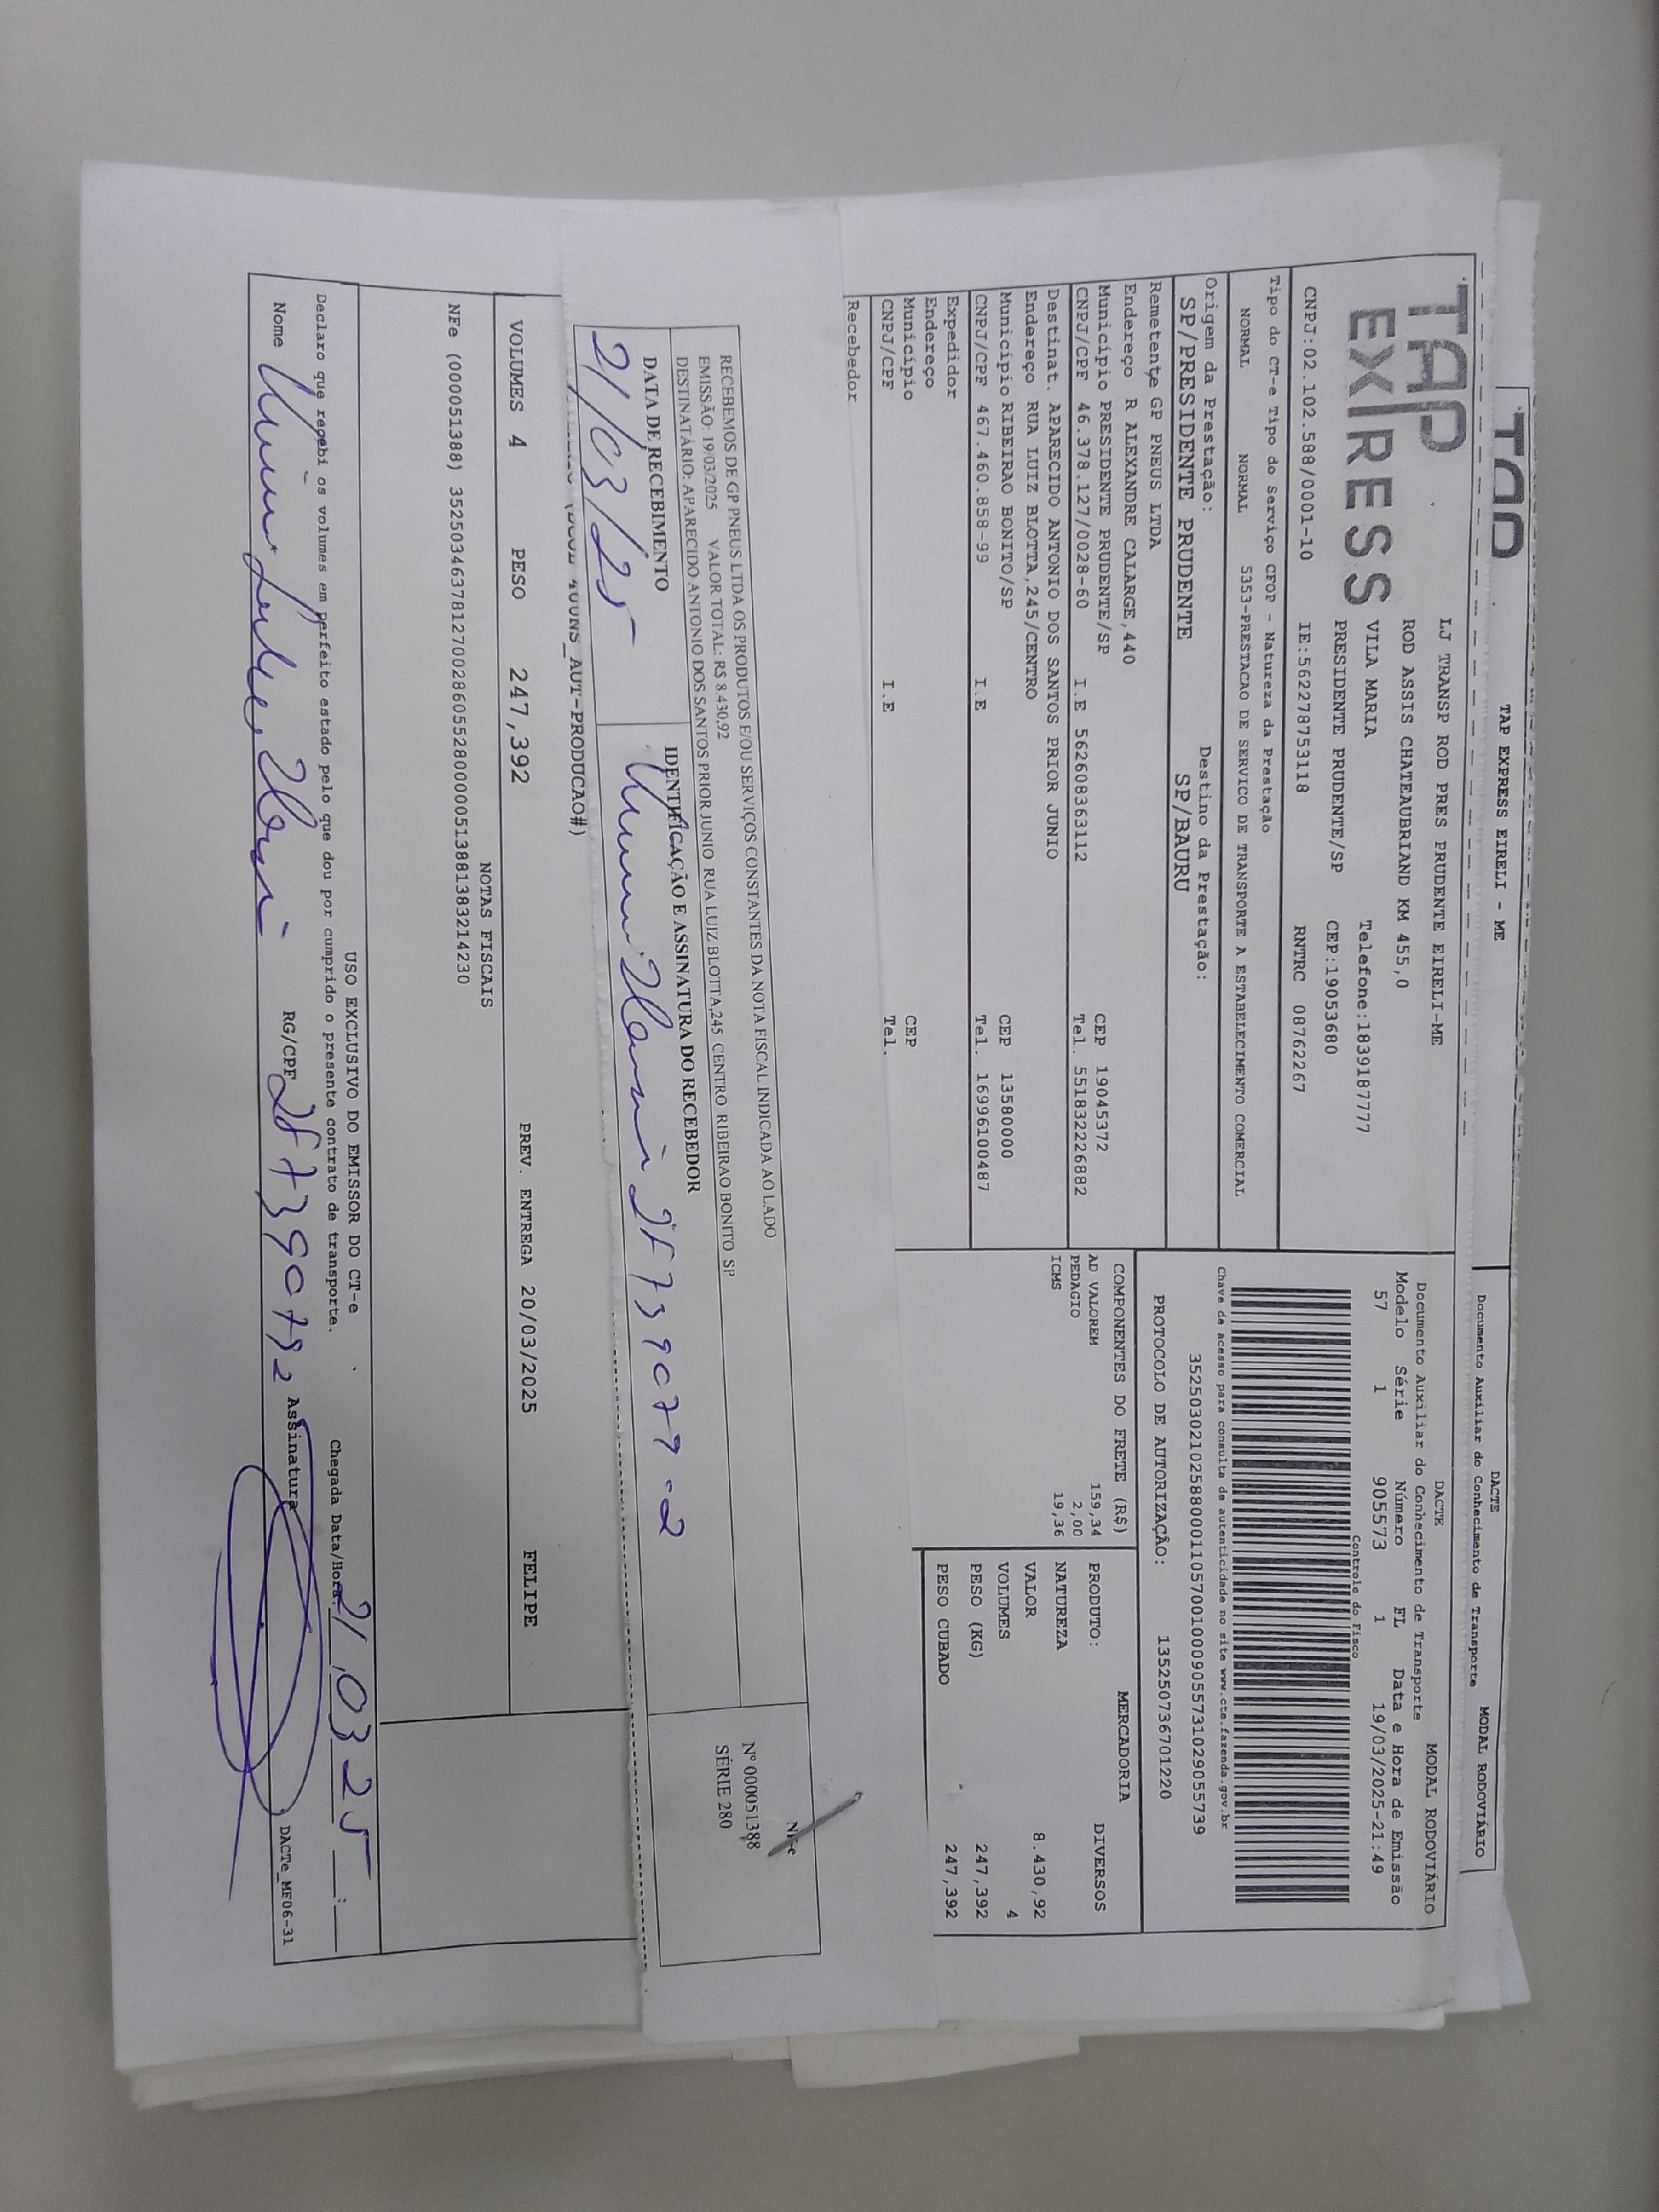 TAP EXPRESS EIRELI - ME
DACTE
Documento Auxiliar do Conhecimento de Transporte
MODAL RODOVIÁRIO
TAP
EXPRESS
LJ TRANSP ROD PRES PRUDENTE EIRELI-ME
ROD ASSIS CHATEAUBRIAND KM 455,0
VILA MARIA
Telefone:1839187777
PRESIDENTE PRUDENTE/SP
CEP:19053680
CNPJ:02.102.588/0001-10 IE:562278753118 RNTRC 08762267
DACTE
MODAL RODOVIÁRIO
Documento Auxiliar do Conhecimento de Transporte
Modelo Série Número FL Data e Hora de Emissão
57 1 905573 1 19/03/2025-21:49
Controle do Fisco
Tipo do CT-e Tipo do Serviço CFOP - Natureza da Prestação
NORMAL NORMAL 5353-PRESTACAO DE SERVICO DE TRANSPORTE A ESTABELECIMENTO COMERCIAL
Chave de acesso para consulta de autenticidade no site www.cte.fazenda.gov.br
35250302102588000110570010009055731029055739
Origem da Prestação: Destino da Prestação:
SP/PRESIDENTE PRUDENTE SP/BAURU
PROTOCOLO DE AUTORIZAÇÃO: 135250736701220
Remetente GP PNEUS LTDA
Endereço R ALEXANDRE CALARGE,440
Município PRESIDENTE PRUDENTE/SP CEP 19045372
CNPJ/CPF 46.378.127/0028-60 I.E 562608363112 Tel. 551832226882
Destinat. APARECIDO ANTONIO DOS SANTOS PRIOR JUNIO
Endereço RUA LUIZ BLOTTA,245/CENTRO
Município RIBEIRAO BONITO/SP CEP 13580000
CNPJ/CPF 467.460.858-99 I.E Tel. 16996100487
Expedidor
Endereço
Município CEP
CNPJ/CPF I.E Tel.
Recebedor
COMPONENTES DO FRETE (R$)
AD VALOREM 159,34
PEDAGIO 2,00
ICMS 19,36
MERCADORIA
PRODUTO: DIVERSOS
NATUREZA
VALOR 8.430,92
VOLUMES 4
PESO (KG) 247,392
PESO CUBADO 247,392
RECEBEMOS DE GP PNEUS LTDA OS PRODUTOS E/OU SERVIÇOS CONSTANTES DA NOTA FISCAL INDICADA AO LADO
EMISSÃO: 19/03/2025 VALOR TOTAL: R$ 8.430,92
DESTINATÁRIO: APARECIDO ANTONIO DOS SANTOS PRIOR JUNIO RUA LUIZ BLOTTA,245 CENTRO RIBEIRAO BONITO SP
DATA DE RECEBIMENTO
IDENTIFICAÇÃO E ASSINATURA DO RECEBEDOR
21/03/25
Nº 000051388
SÉRIE 280
AUT-PRODUCAO#)
VOLUMES 4 PESO 247,392 PREV. ENTREGA 20/03/2025 FELIPE
NOTAS FISCAIS
NFe (000051388) 35250346378127002860552800000513881383214230
USO EXCLUSIVO DO EMISSOR DO CT-e
Declaro que recebi os volumes em perfeito estado pelo que dou por cumprido o presente contrato de transporte.
Chegada Data/Hora 21 03 25 :
Nome RG/CPF Assinatura
DACTe_MF06-31